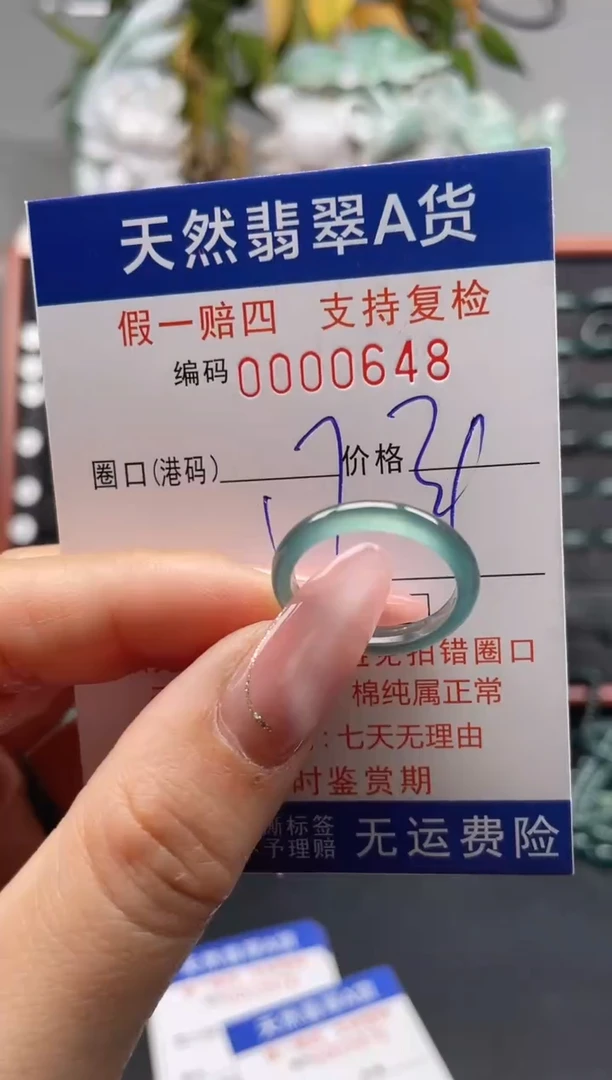 天然翡翠A货
假一赔四 支持复检
编码 0000648
圈口(港码) 价格
免拍错圈口
棉纯属正常
:七天无理由
时鉴赏期
撕标签
予理赔
无运费险